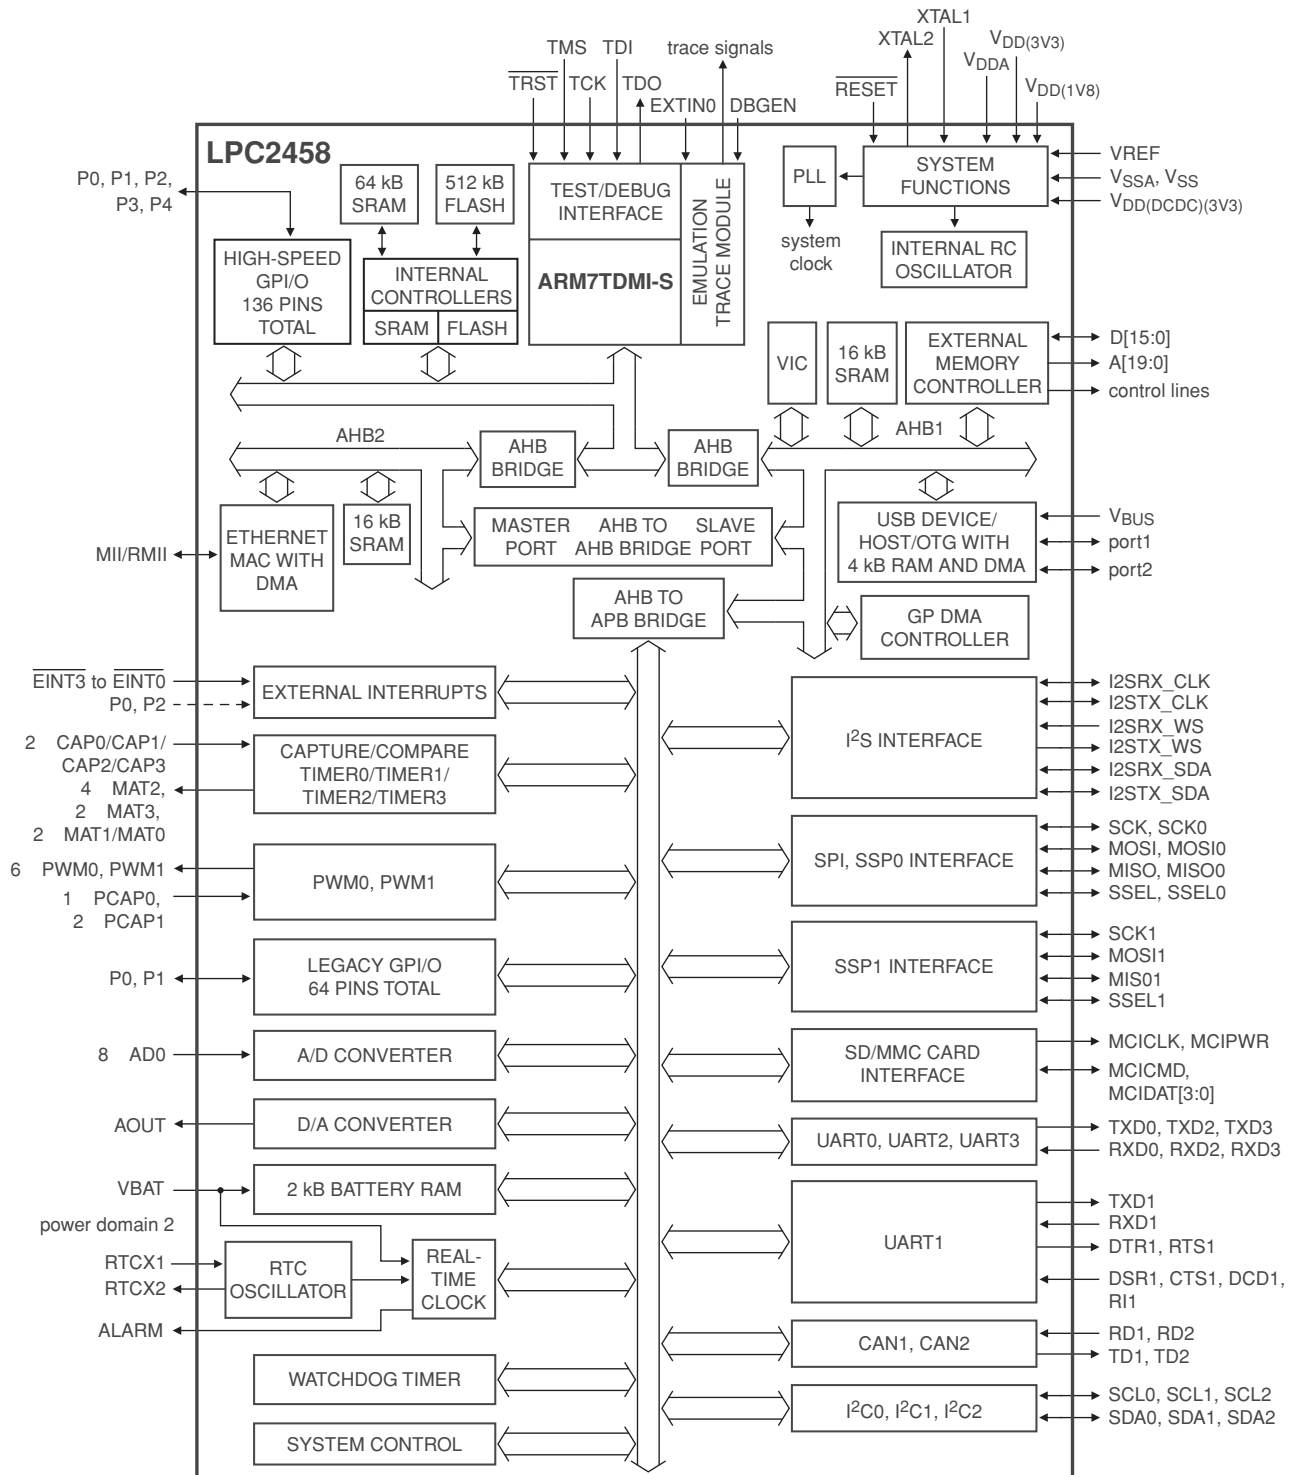 XTAL1
XTAL2
VDD(3V3)
VDDA
VDD(1V8)
RESET
TMS TDI
TRST TCK TDO
trace signals
EXTIN0 DBGEN
LPC2458
P0, P1, P2,
P3, P4
64 kB
SRAM
512 kB
FLASH
TEST/DEBUG
INTERFACE
EMULATION
TRACE MODULE
PLL
SYSTEM
FUNCTIONS
VREF
VSSA, VSS
VDD(DCDC)(3V3)
system
clock
INTERNAL RC
OSCILLATOR
HIGH-SPEED
GPI/O
136 PINS
TOTAL
INTERNAL
CONTROLLERS
SRAM FLASH
ARM7TDMI-S
VIC
16 kB
SRAM
EXTERNAL
MEMORY
CONTROLLER
D[15:0]
A[19:0]
control lines
AHB2
AHB
BRIDGE
AHB
BRIDGE
AHB1
ETHERNET
MAC WITH
DMA
MII/RMII
16 kB
SRAM
MASTER
PORT
AHB TO
AHB BRIDGE
SLAVE
PORT
USB DEVICE/
HOST/OTG WITH
4 kB RAM AND DMA
VBUS
port1
port2
AHB TO
APB BRIDGE
GP DMA
CONTROLLER
EINT3 to EINT0
P0, P2
EXTERNAL INTERRUPTS
2 CAP0/CAP1/
CAP2/CAP3
4 MAT2,
2 MAT3,
2 MAT1/MAT0
CAPTURE/COMPARE
TIMER0/TIMER1/
TIMER2/TIMER3
6 PWM0, PWM1
1 PCAP0,
2 PCAP1
PWM0, PWM1
P0, P1
LEGACY GPI/O
64 PINS TOTAL
8 AD0
A/D CONVERTER
AOUT
D/A CONVERTER
VBAT
2 kB BATTERY RAM
power domain 2
RTCX1
RTCX2
RTC
OSCILLATOR
REAL-
TIME
CLOCK
ALARM
WATCHDOG TIMER
SYSTEM CONTROL
I2S INTERFACE
I2SRX_CLK
I2STX_CLK
I2SRX_WS
I2STX_WS
I2SRX_SDA
I2STX_SDA
SPI, SSP0 INTERFACE
SCK, SCK0
MOSI, MOSI0
MISO, MISO0
SSEL, SSEL0
SSP1 INTERFACE
SCK1
MOSI1
MIS01
SSEL1
SD/MMC CARD
INTERFACE
MCICLK, MCIPWR
MCICMD,
MCIDAT[3:0]
UART0, UART2, UART3
TXD0, TXD2, TXD3
RXD0, RXD2, RXD3
UART1
TXD1
RXD1
DTR1, RTS1
DSR1, CTS1, DCD1,
RI1
CAN1, CAN2
RD1, RD2
TD1, TD2
I2C0, I2C1, I2C2
SCL0, SCL1, SCL2
SDA0, SDA1, SDA2